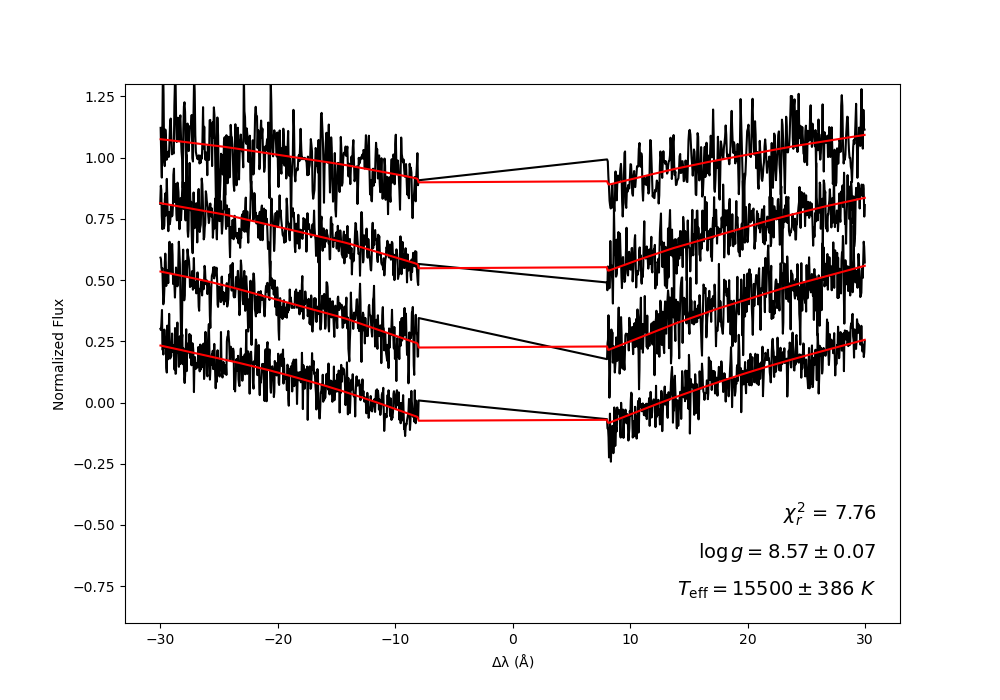 1.25
1.00
0.75
0.50
0.25
0.00
−0.25
−0.50
−0.75
Normalized Flux
χ²ᵣ = 7.76
log g = 8.57 ± 0.07
T_eff = 15500 ± 386 K
−30 −20 −10 0 10 20 30
Δλ (Å)